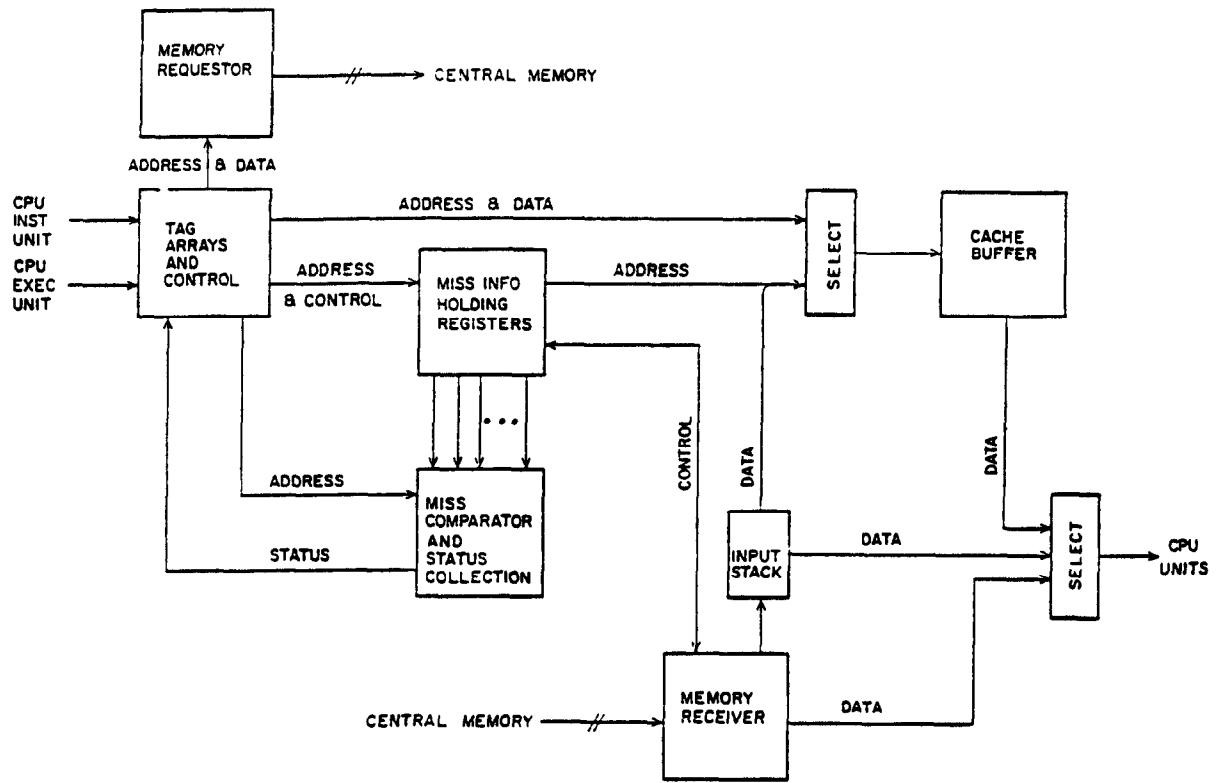 MEMORY
REQUESTOR
CENTRAL MEMORY
ADDRESS & DATA
CPU
INST
UNIT
CPU
EXEC
UNIT
TAG
ARRAYS
AND
CONTROL
ADDRESS & DATA
ADDRESS
& CONTROL
MISS INFO
HOLDING
REGISTERS
ADDRESS
SELECT
CACHE
BUFFER
CONTROL
DATA
DATA
ADDRESS
STATUS
MISS
COMPARATOR
AND
STATUS
COLLECTION
INPUT
STACK
DATA
SELECT
CPU
UNITS
CENTRAL MEMORY
MEMORY
RECEIVER
DATA